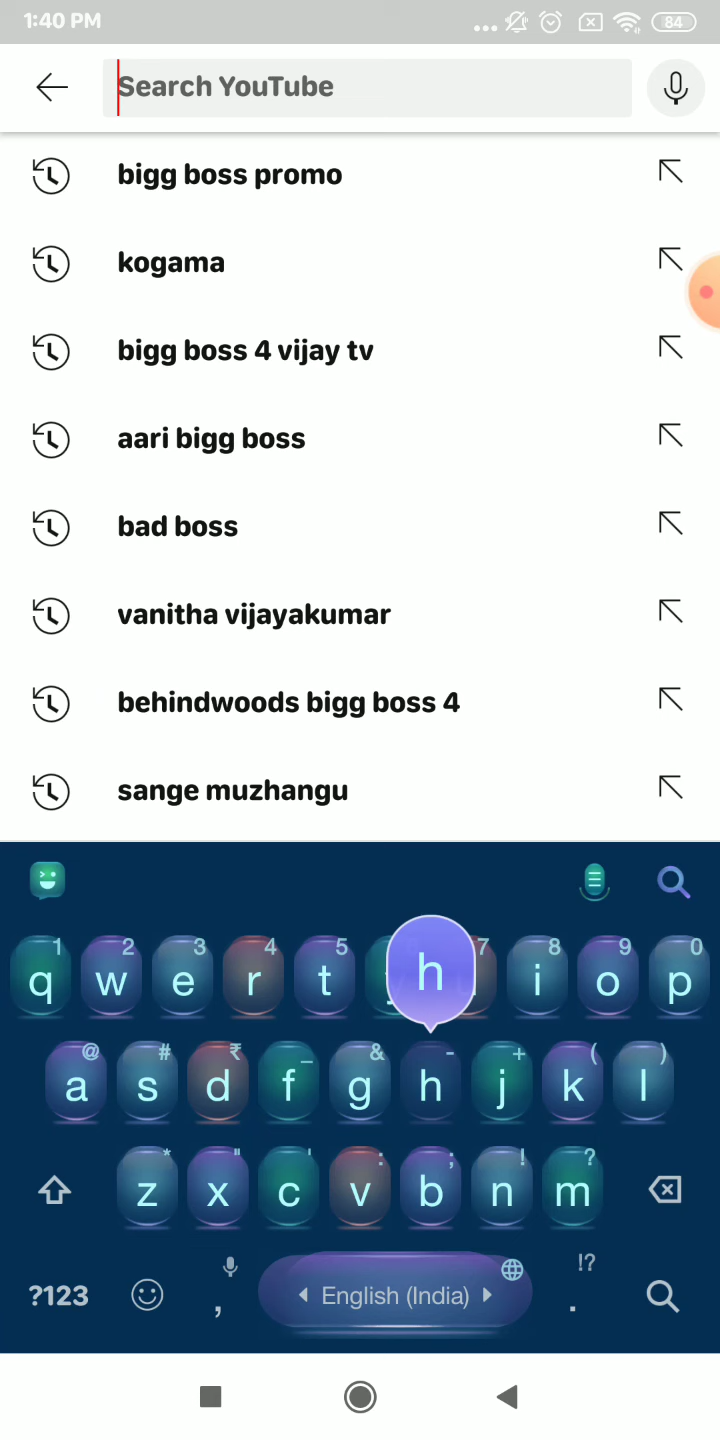 1:40 PM
84
Search YouTube
bigg boss promo
kogama
bigg boss 4 vijay tv
aari bigg boss
bad boss
vanitha vijayakumar
behindwoods bigg boss 4
sange muzhangu
1 2 3 4 5 7 8 9 0
q w e r t h i o p
@ # ₹ _ & - + ( )
a s d f g h j k l
* " ' : ; ! ?
z x c v b n m
!?
?123 , English (India) .